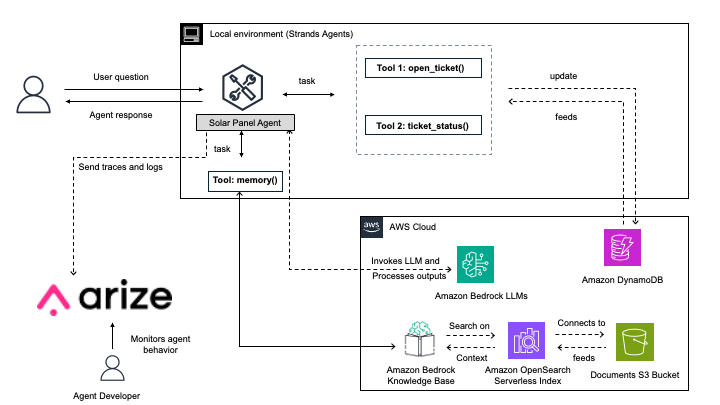 Local environment (Strands Agents)
User question
Agent response
Solar Panel Agent
task
Tool 1: open_ticket()
Tool 2: ticket_status()
update
feeds
task
Send traces and logs
Tool: memory()
aws
AWS Cloud
Invokes LLM and
Processes outputs
Amazon Bedrock LLMs
Amazon DynamoDB
arize
Monitors agent
behavior
Agent Developer
Search on
Context
Connects to
feeds
Amazon Bedrock
Knowledge Base
Amazon OpenSearch
Serverless Index
Documents S3 Bucket